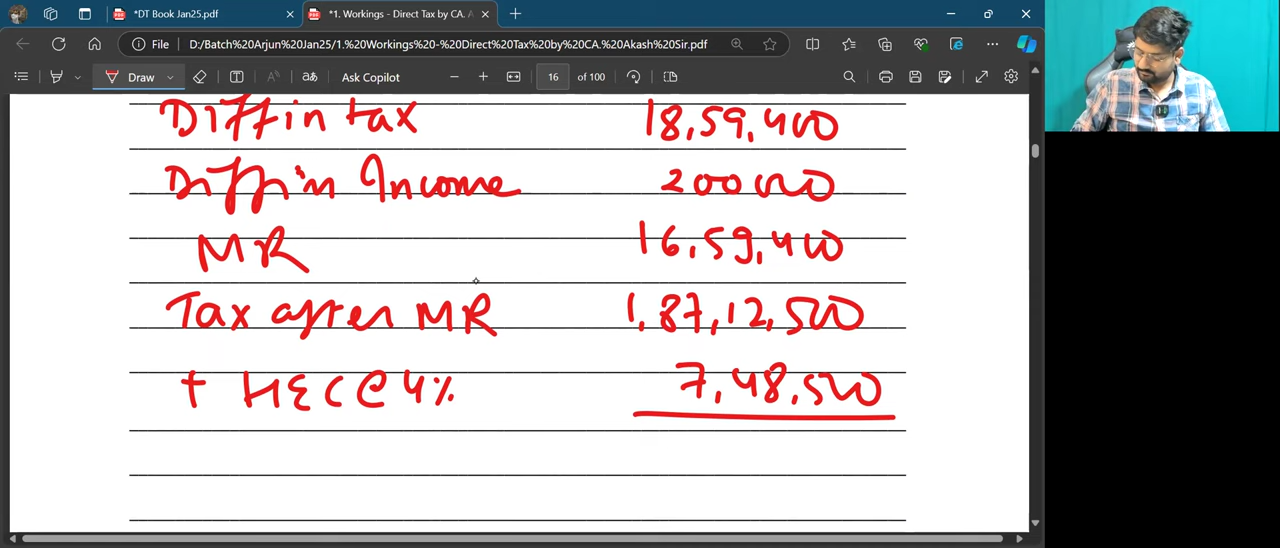 *DT Book Jan25.pdf
*1. Workings - Direct Tax by CA. A
File D:/Batch%20Arjun%20Jan25/1.%20Workings%20-%20Direct%20Tax%20by%20CA.%20Akash%20Sir.pdf
Draw Ask Copilot 16 of 100
Diff in tax 18,59,400
Diff in Income 200000
MR 16,59,400
Tax after MR 1,87,12,500
+ HEC@4% 7,48,500